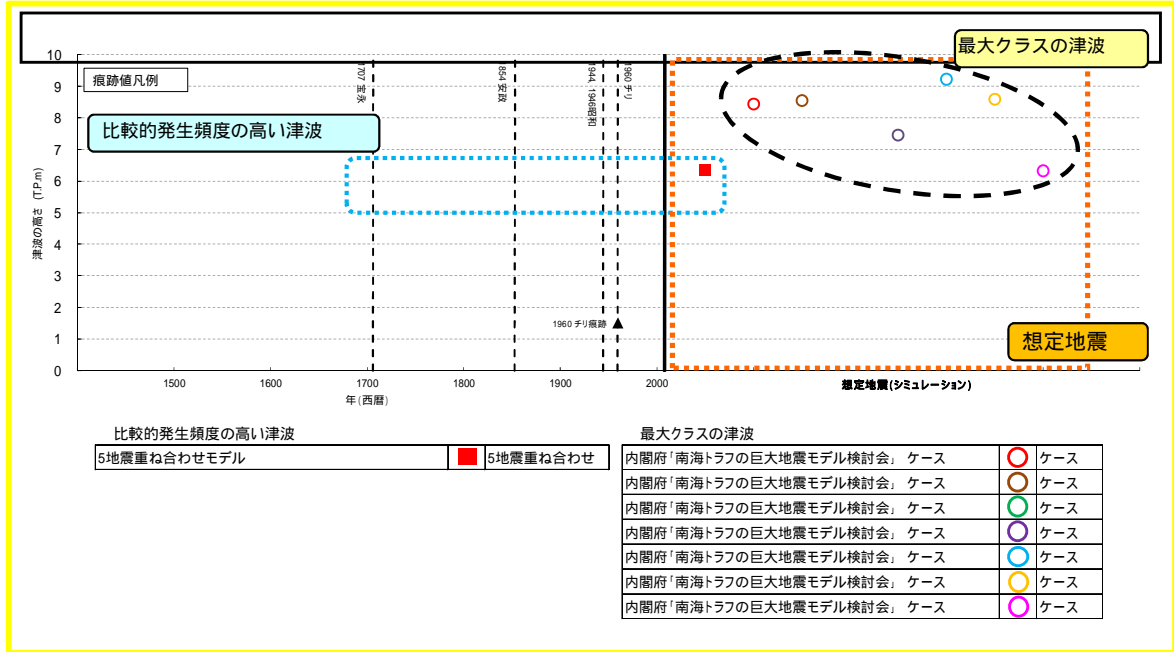 最大クラスの津波
痕跡値凡例
比較的発生頻度の高い津波
1707 宝永
854 安政
1944, 1946昭和
1960 チリ
津波の高さ (T.P.m)
10
9
8
7
6
5
4
3
2
1
0
1960 チリ痕跡
想定地震
1500
1600
1700
1800
1900
2000
年(西暦)
想定地震(シミュレーション)
比較的発生頻度の高い津波
5地震重ね合わせモデル 5地震重ね合わせ
最大クラスの津波
内閣府「南海トラフの巨大地震モデル検討会」 ケース ケース
内閣府「南海トラフの巨大地震モデル検討会」 ケース ケース
内閣府「南海トラフの巨大地震モデル検討会」 ケース ケース
内閣府「南海トラフの巨大地震モデル検討会」 ケース ケース
内閣府「南海トラフの巨大地震モデル検討会」 ケース ケース
内閣府「南海トラフの巨大地震モデル検討会」 ケース ケース
内閣府「南海トラフの巨大地震モデル検討会」 ケース ケース